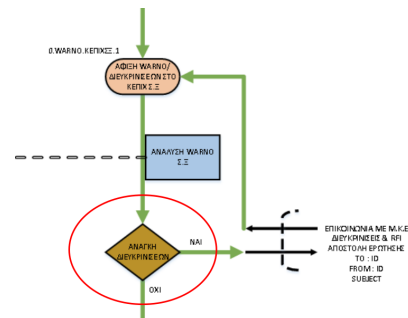 0.WARNO.ΚΕΠΙΧΣΞ.1
ΑΦΙΞΗ WARNO/
ΔΙΕΥΚΡΙΝΙΣΕΩΝ ΣΤΟ
ΚΕΠΙΧ Σ.Ξ
ΑΝΑΛΥΣΗ WARNO
Σ.Ξ
ΑΝΑΓΚΗ
ΔΙΕΥΚΡΙΝΙΣΕΩΝ
ΝΑΙ
ΟΧΙ
ΕΠΙΚΟΙΝΩΝΙΑ ΜΕ Μ.Κ.Ε
ΔΙΕΥΚΡΙΝΙΣΕΙΣ & RFI
ΑΠΟΣΤΟΛΗ ΕΡΩΤΗΣΗΣ
TO : ID
FROM : ID
SUBJECT